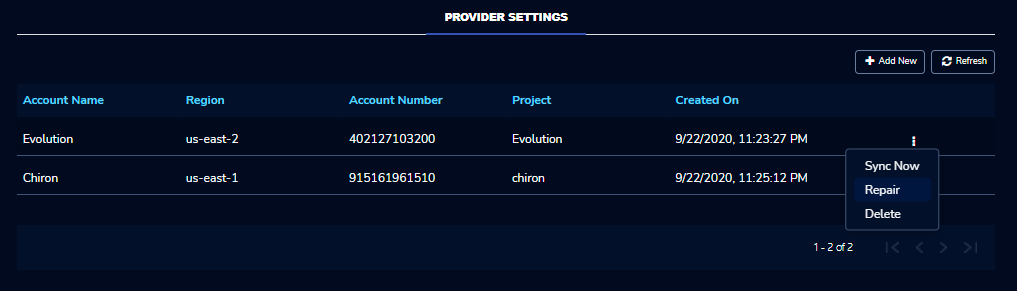 PROVIDER SETTINGS
Add New Refresh
Account Name Region Account Number Project Created On
Evolution us-east-2 402127103200 Evolution 9/22/2020, 11:23:27 PM
Chiron us-east-1 915161961510 chiron 9/22/2020, 11:25:12 PM
Sync Now
Repair
Delete
1 - 2 of 2